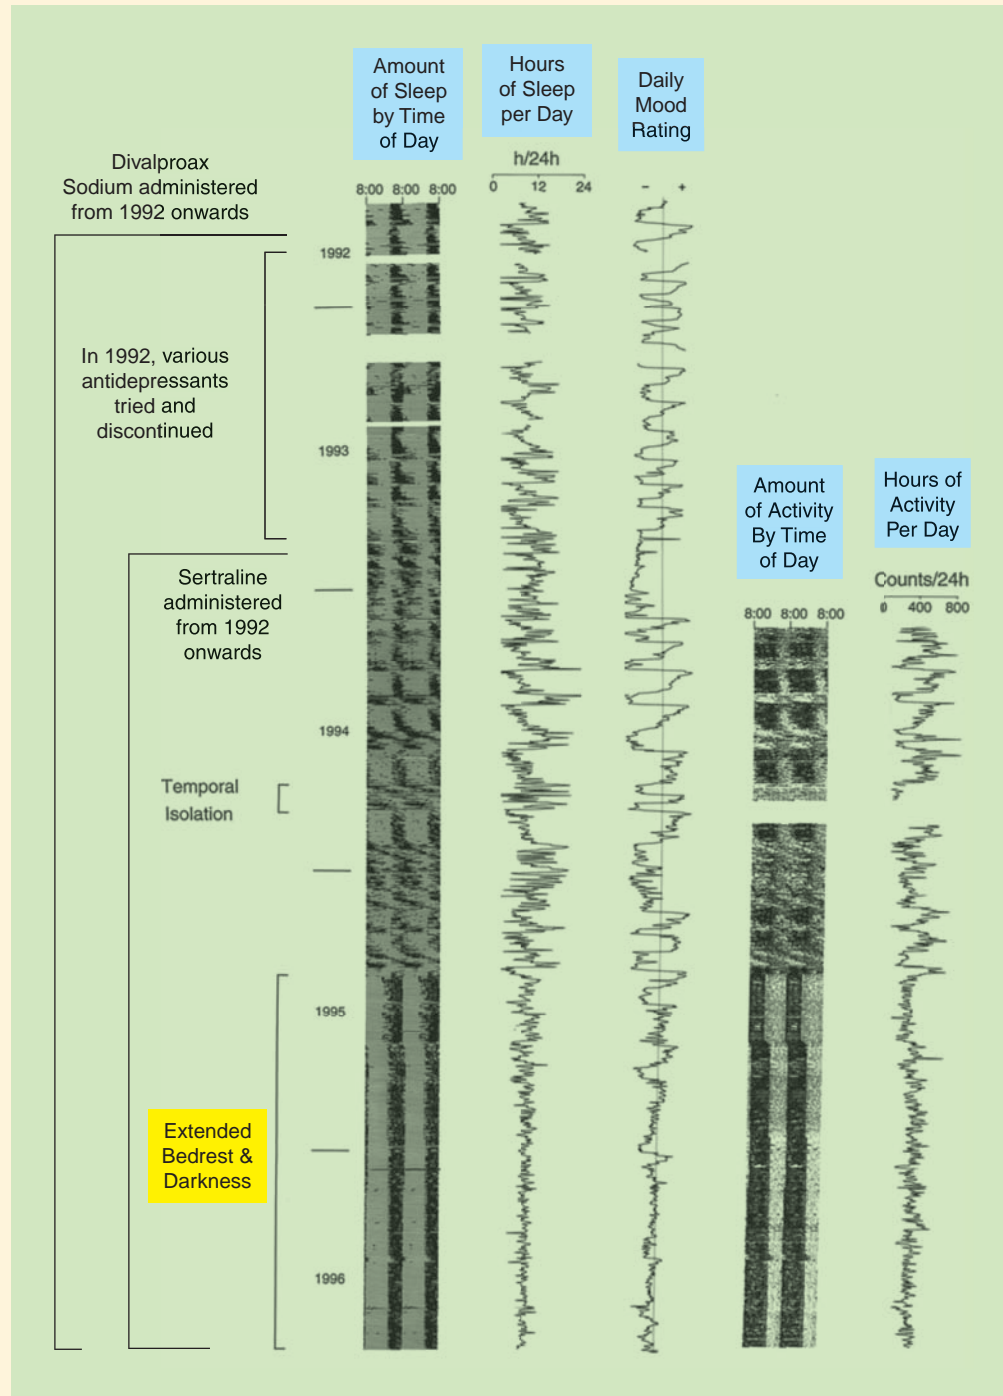 Amount
of Sleep
by Time
of Day
Hours
of Sleep
per Day
Daily
Mood
Rating
h/24h
0 12 24
- +
8:00 8:00 8:00
Divalproax
Sodium administered
from 1992 onwards
1992
In 1992, various
antidepressants
tried and
discontinued
1993
Amount
of Activity
By Time
of Day
Hours of
Activity
Per Day
Counts/24h
0 400 800
8:00 8:00 8:00
Sertraline
administered
from 1992
onwards
1994
Temporal
Isolation
1995
Extended
Bedrest &
Darkness
1996